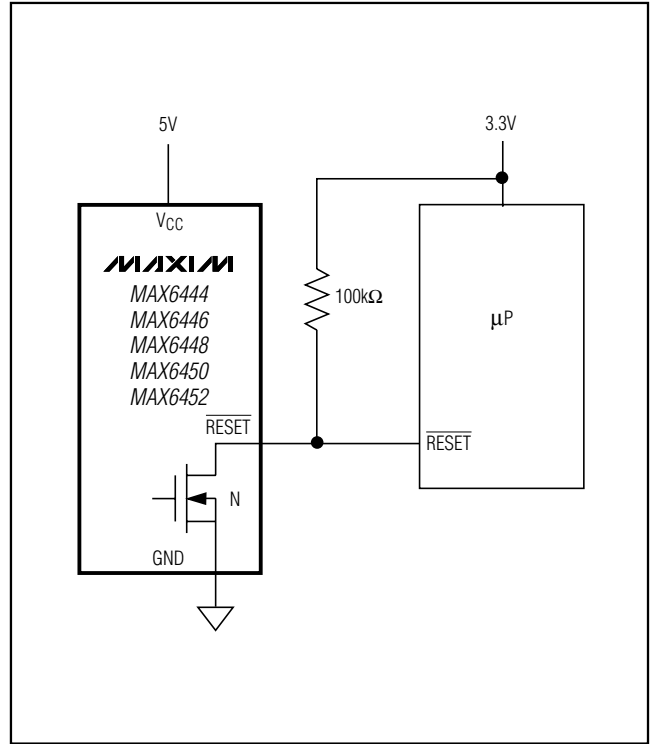 5V
3.3V
VCC
MAXIM
MAX6444
MAX6446
MAX6448
MAX6450
MAX6452
100kΩ
μP
RESET
RESET
N
GND